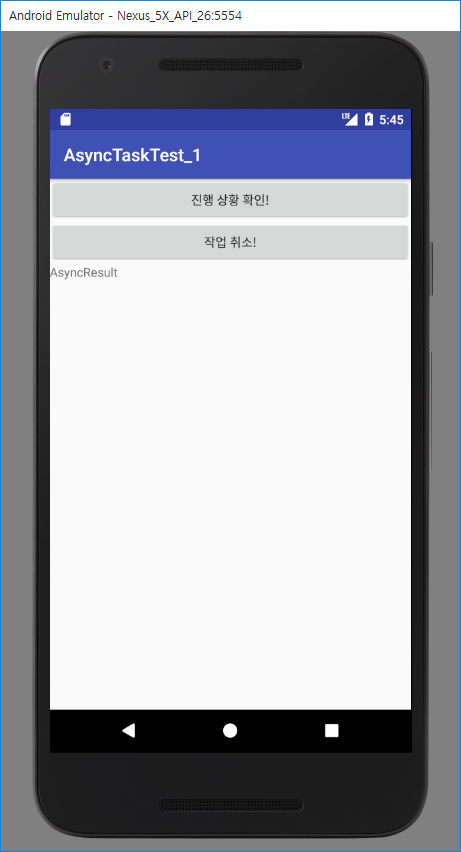 Android Emulator - Nexus_5X_API_26:5554
LTE 5:45
AsyncTaskTest_1
진행 상황 확인!
작업 취소!
AsyncResult